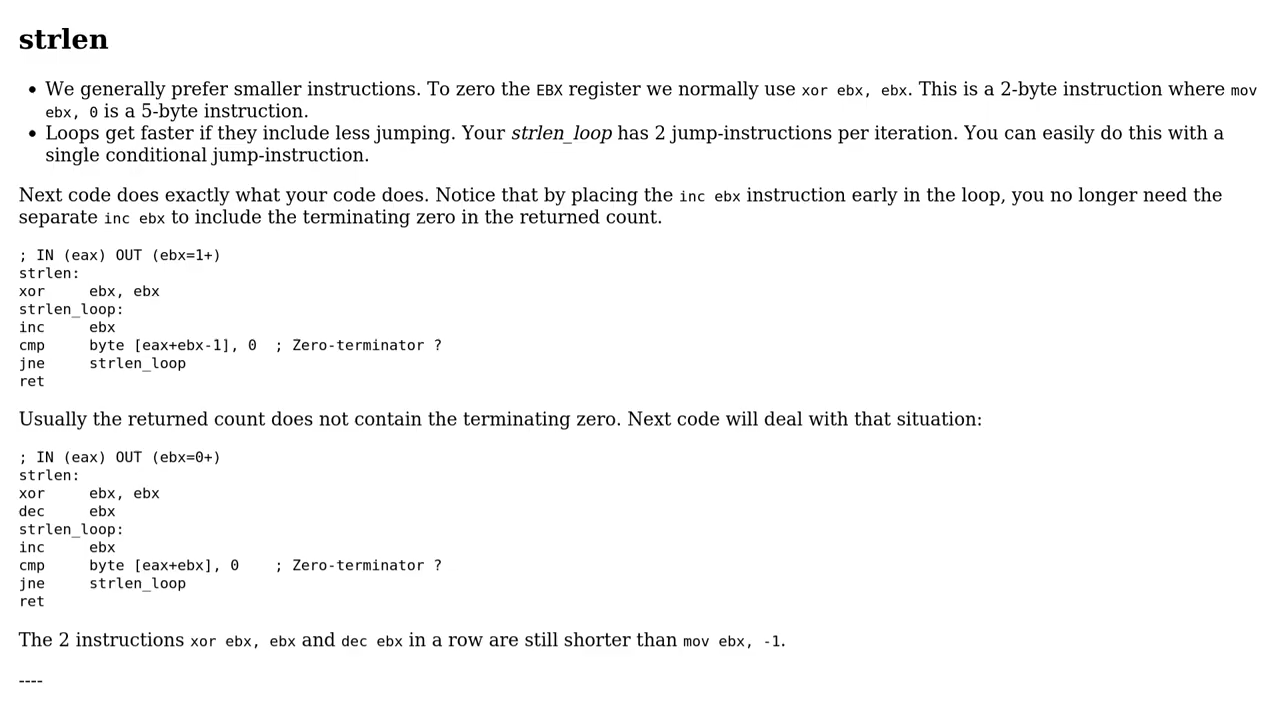 strlen
• We generally prefer smaller instructions. To zero the EBX register we normally use xor ebx, ebx. This is a 2-byte instruction where mov
ebx, 0 is a 5-byte instruction.
• Loops get faster if they include less jumping. Your strlen_loop has 2 jump-instructions per iteration. You can easily do this with a
single conditional jump-instruction.
Next code does exactly what your code does. Notice that by placing the inc ebx instruction early in the loop, you no longer need the
separate inc ebx to include the terminating zero in the returned count.
; IN (eax) OUT (ebx=1+)
strlen:
xor     ebx, ebx
strlen_loop:
inc     ebx
cmp     byte [eax+ebx-1], 0  ; Zero-terminator ?
jne     strlen_loop
ret
Usually the returned count does not contain the terminating zero. Next code will deal with that situation:
; IN (eax) OUT (ebx=0+)
strlen:
xor     ebx, ebx
dec     ebx
strlen_loop:
inc     ebx
cmp     byte [eax+ebx], 0    ; Zero-terminator ?
jne     strlen_loop
ret
The 2 instructions xor ebx, ebx and dec ebx in a row are still shorter than mov ebx, -1.
----